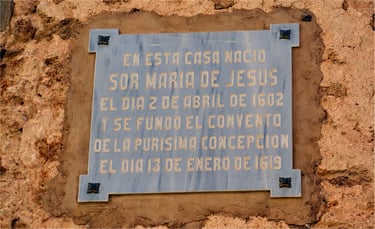 EN ESTA CASA NACIO
SOR MARIA DE JESUS
EL DIA 2 DE ABRIL DE 1602
Y SE FUNDO EL CONVENTO
DE LA PURISIMA CONCEPCION
EL DIA 13 DE ENERO DE 1619